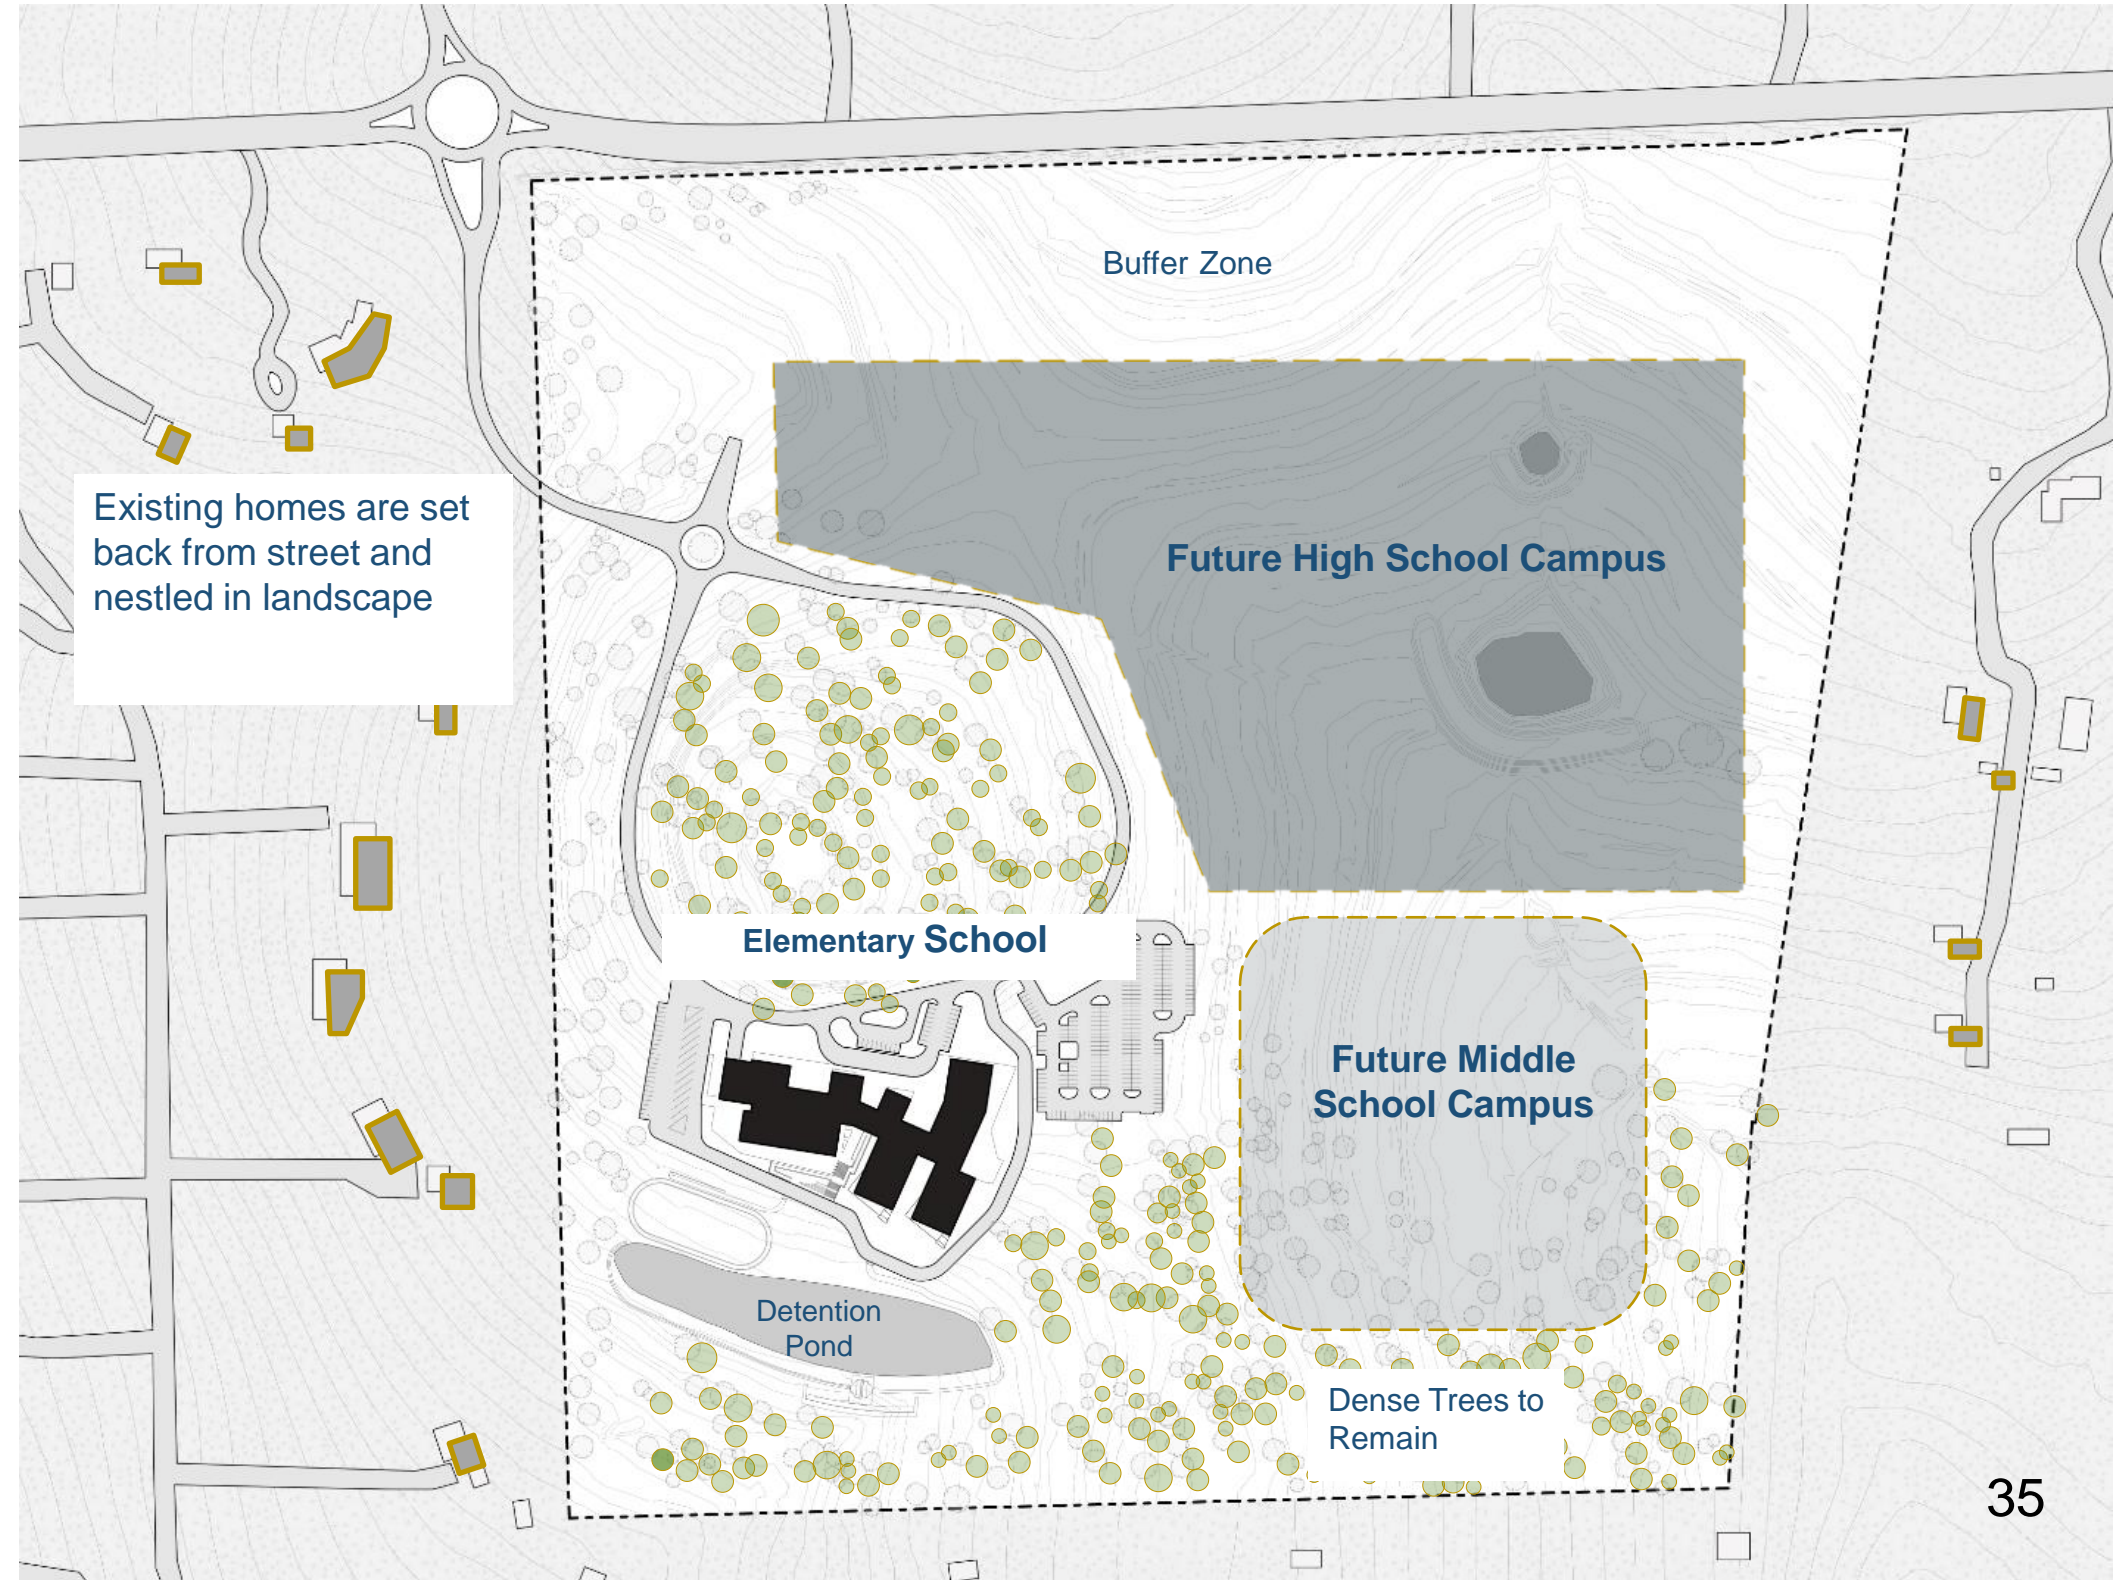 Buffer Zone
Existing homes are set
back from street and
nestled in landscape
Future High School Campus
Elementary School
Future Middle
School Campus
Detention
Pond
Dense Trees to
Remain
35